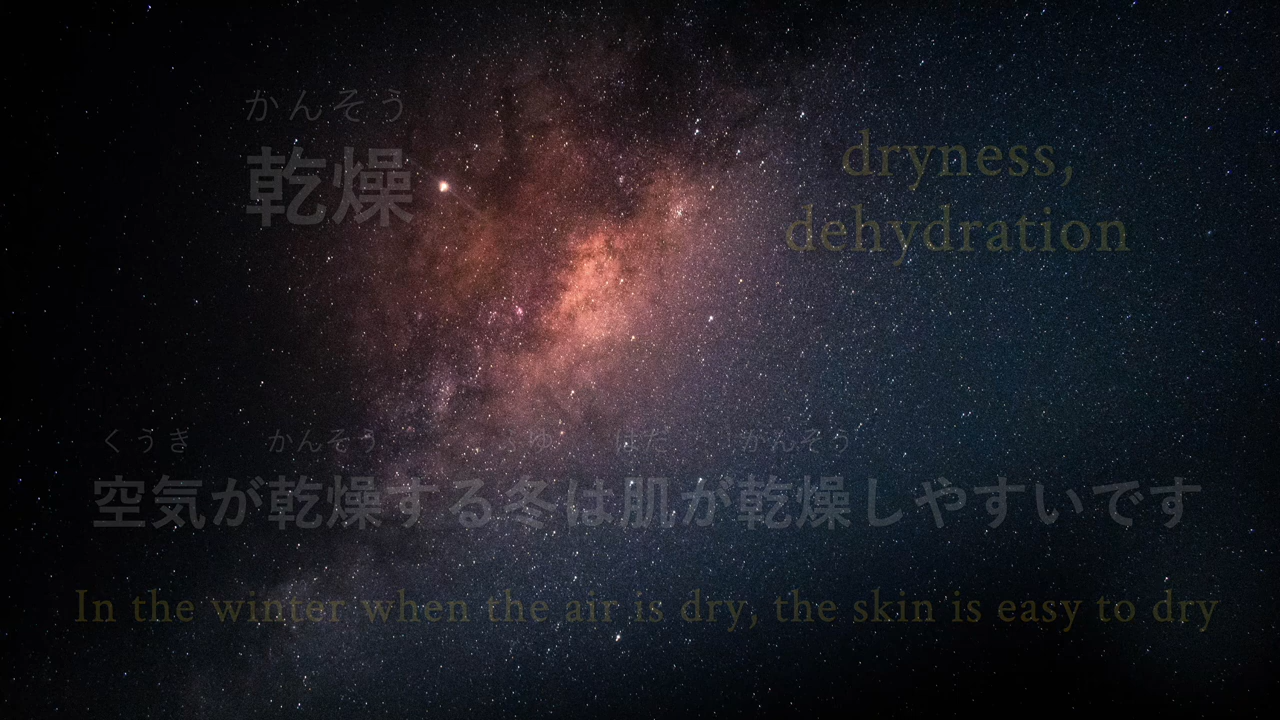 かんそう
乾燥
dryness,
dehydration
くうき かんそう ふゆ はだ かんそう
空気が乾燥する冬は肌が乾燥しやすいです
In the winter when the air is dry, the skin is easy to dry